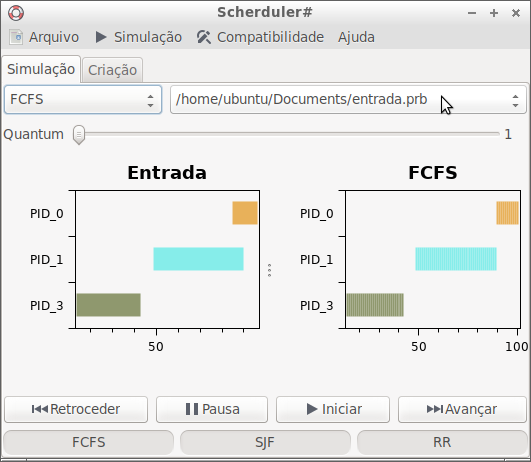 Scherduler#
Arquivo Simulação Compatibilidade Ajuda
Simulação Criação
FCFS /home/ubuntu/Documents/entrada.prb
Quantum 1
Entrada FCFS
PID_0 PID_0
PID_1 PID_1
PID_3 PID_3
50 50 100
Retroceder Pausa Iniciar Avançar
FCFS SJF RR